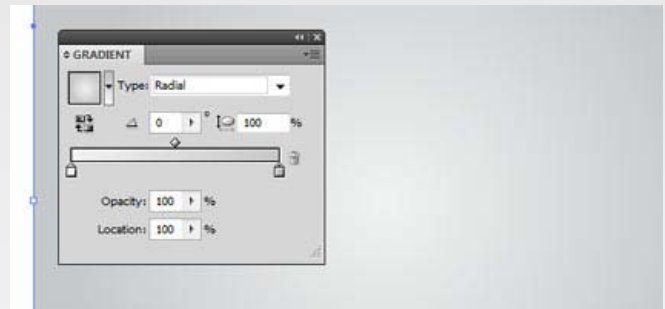 GRADIENT
Type: Radial
0 ° 100 %
Opacity: 100 %
Location: 100 %